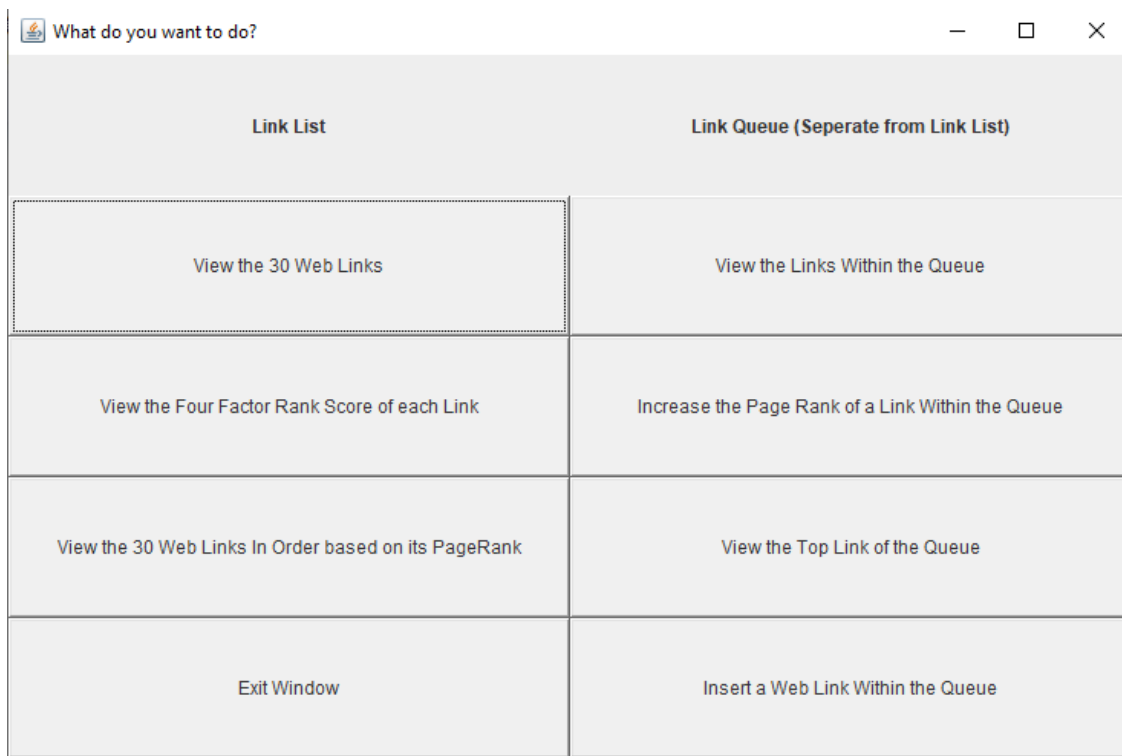 What do you want to do?
Link List
Link Queue (Seperate from Link List)
View the 30 Web Links
View the Links Within the Queue
View the Four Factor Rank Score of each Link
Increase the Page Rank of a Link Within the Queue
View the 30 Web Links In Order based on its PageRank
View the Top Link of the Queue
Exit Window
Insert a Web Link Within the Queue